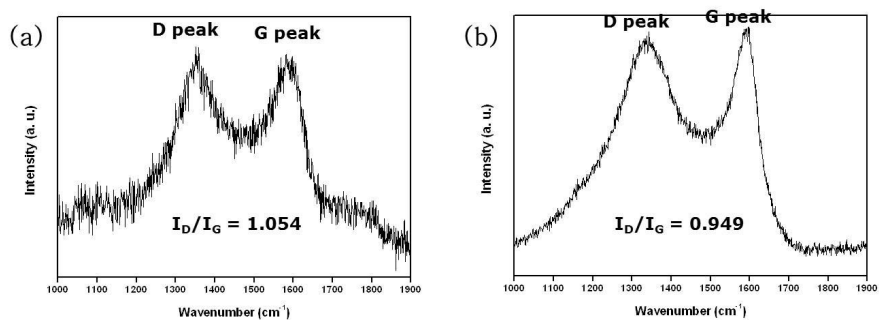 (a)
D peak
G peak
Intensity (a. u.)
I_D/I_G = 1.054
1000 1100 1200 1300 1400 1500 1600 1700 1800 1900
Wavenumber (cm⁻¹)
(b)
D peak
G peak
Intensity (a. u.)
I_D/I_G = 0.949
1000 1100 1200 1300 1400 1500 1600 1700 1800 1900
Wavenumber (cm⁻¹)